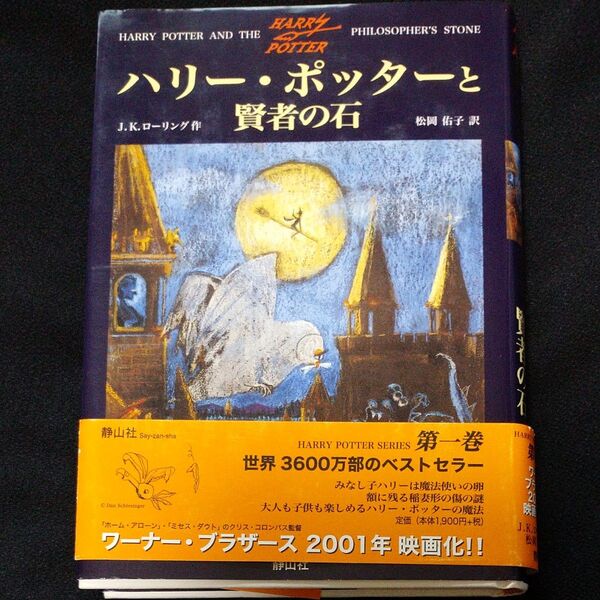 HARRY POTTER AND THE
HARRY
POTTER
PHILOSOPHER'S STONE
ハリー・ポッターと
賢者の石
J.K.ローリング 作
松岡 佑子 訳
賢者の石
静山社 Say-zan-sha
HARRY POTTER SERIES 第一巻
世界 3600万部のベストセラー
みなし子ハリーは魔法使いの卵
額に残る稲妻形の傷の謎
大人も子供も楽しめるハリー・ポッターの魔法
定価(本体1,900円+税)
© Dan Schlesinger
「ホーム・アローン」・「ミセス・ダウト」のクリス・コロンバス監督
ワーナー・ブラザース 2001年 映画化!!
静山社